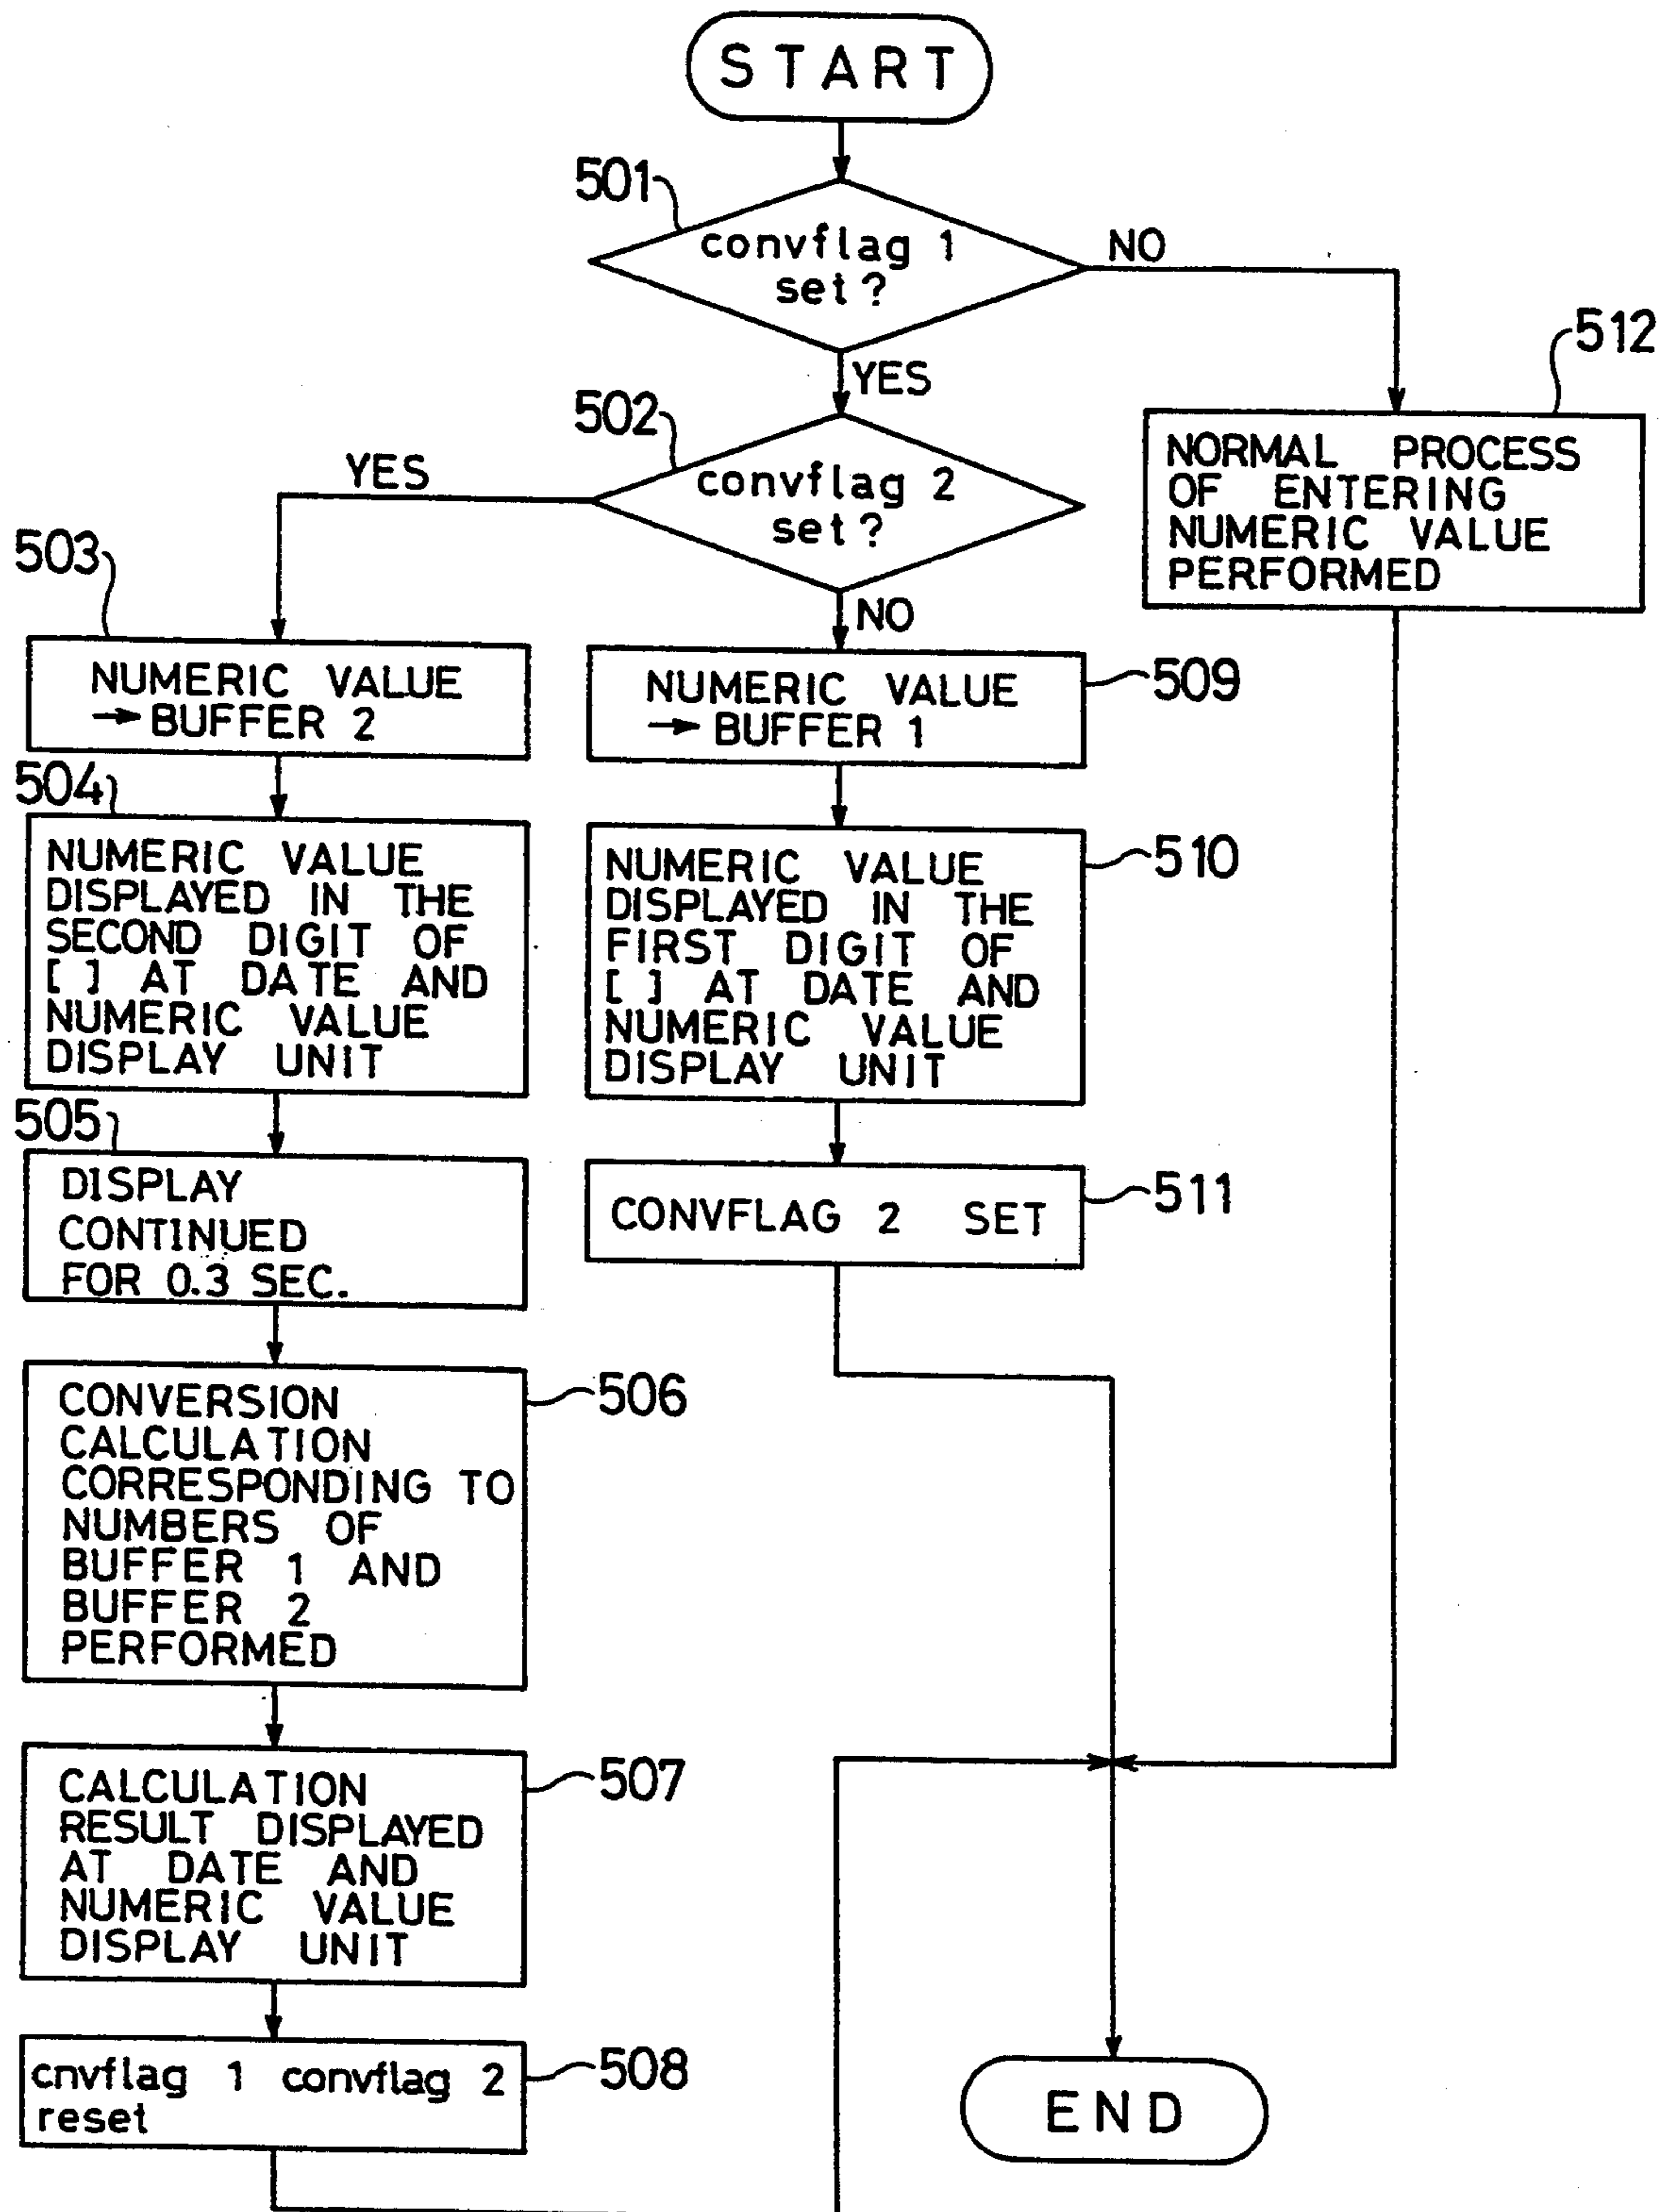 START
501
convflag 1
set?
NO
512
YES
502
convflag 2
set?
YES
NORMAL PROCESS
OF ENTERING
NUMERIC VALUE
PERFORMED
503
NO
NUMERIC VALUE
→ BUFFER 2
NUMERIC VALUE
→ BUFFER 1
509
504
NUMERIC VALUE
DISPLAYED IN THE
SECOND DIGIT OF
[ ] AT DATE AND
NUMERIC VALUE
DISPLAY UNIT
NUMERIC VALUE
DISPLAYED IN THE
FIRST DIGIT OF
[ ] AT DATE AND
NUMERIC VALUE
DISPLAY UNIT
510
505
DISPLAY
CONTINUED
FOR 0.3 SEC.
CONVFLAG 2 SET
511
CONVERSION
CALCULATION
CORRESPONDING TO
NUMBERS OF
BUFFER 1 AND
BUFFER 2
PERFORMED
506
CALCULATION
RESULT DISPLAYED
AT DATE AND
NUMERIC VALUE
DISPLAY UNIT
507
cnvflag 1 convflag 2
reset
508
END